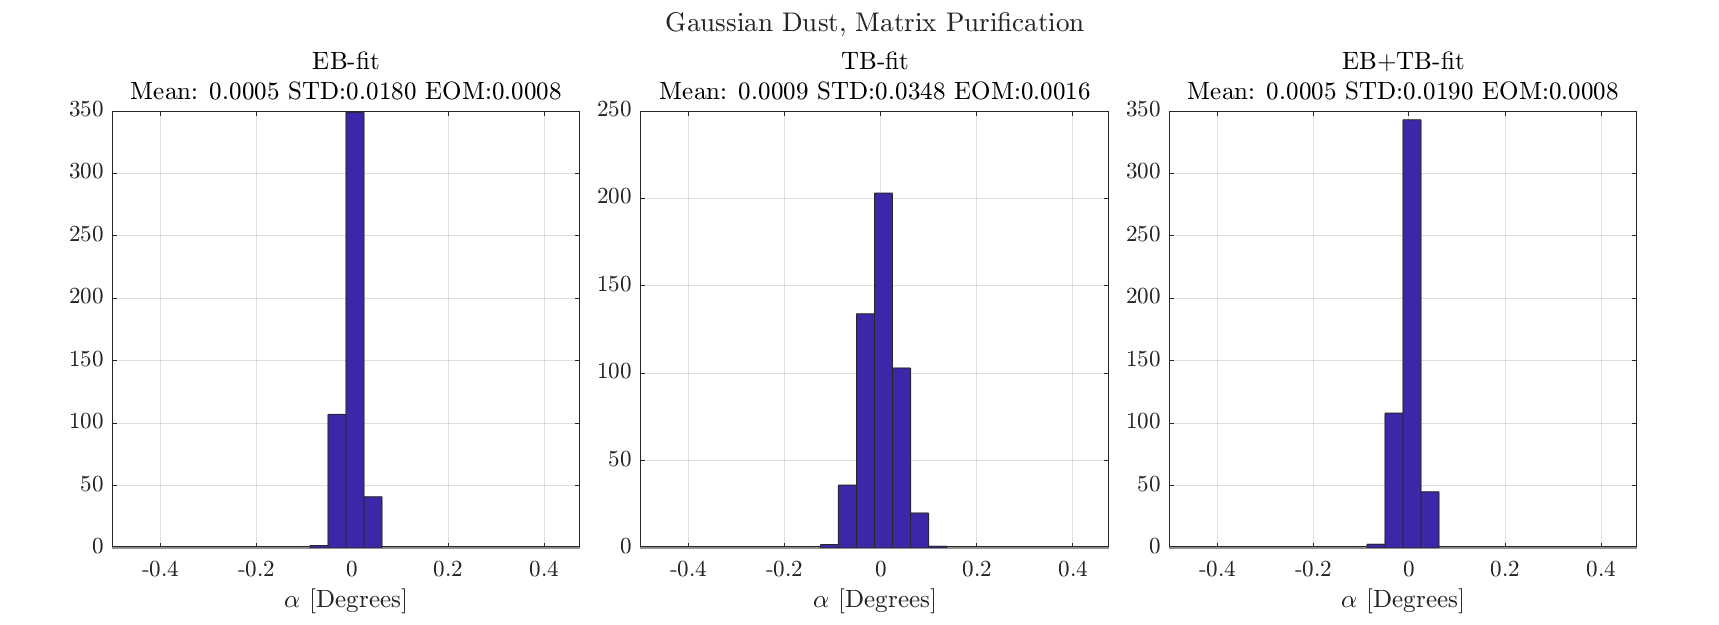 Gaussian Dust, Matrix Purification
EB-fit
Mean: 0.0005 STD:0.0180 EOM:0.0008
350
300
250
200
150
100
50
0
-0.4 -0.2 0 0.2 0.4
α [Degrees]
TB-fit
Mean: 0.0009 STD:0.0348 EOM:0.0016
250
200
150
100
50
0
-0.4 -0.2 0 0.2 0.4
α [Degrees]
EB+TB-fit
Mean: 0.0005 STD:0.0190 EOM:0.0008
350
300
250
200
150
100
50
0
-0.4 -0.2 0 0.2 0.4
α [Degrees]